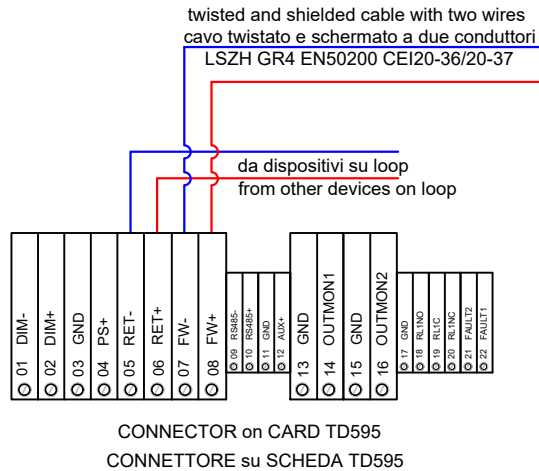 twisted and shielded cable with two wires
cavo twistato e schermato a due conduttori
LSZH GR4 EN50200 CEI20-36/20-37
da dispositivi su loop
from other devices on loop
01 DIM-
02 DIM+
03 GND
04 PS+
05 RET-
06 RET+
07 FW-
08 FW+
09 RS485-
10 RS485+
11 GND
12 AUX+
13 GND
14 OUTMON1
15 GND
16 OUTMON2
17 GND
18 RL1NO
19 RL1C
20 RL1NC
21 FAULT2
22 FAULT1
CONNECTOR on CARD TD595
CONNETTORE su SCHEDA TD595